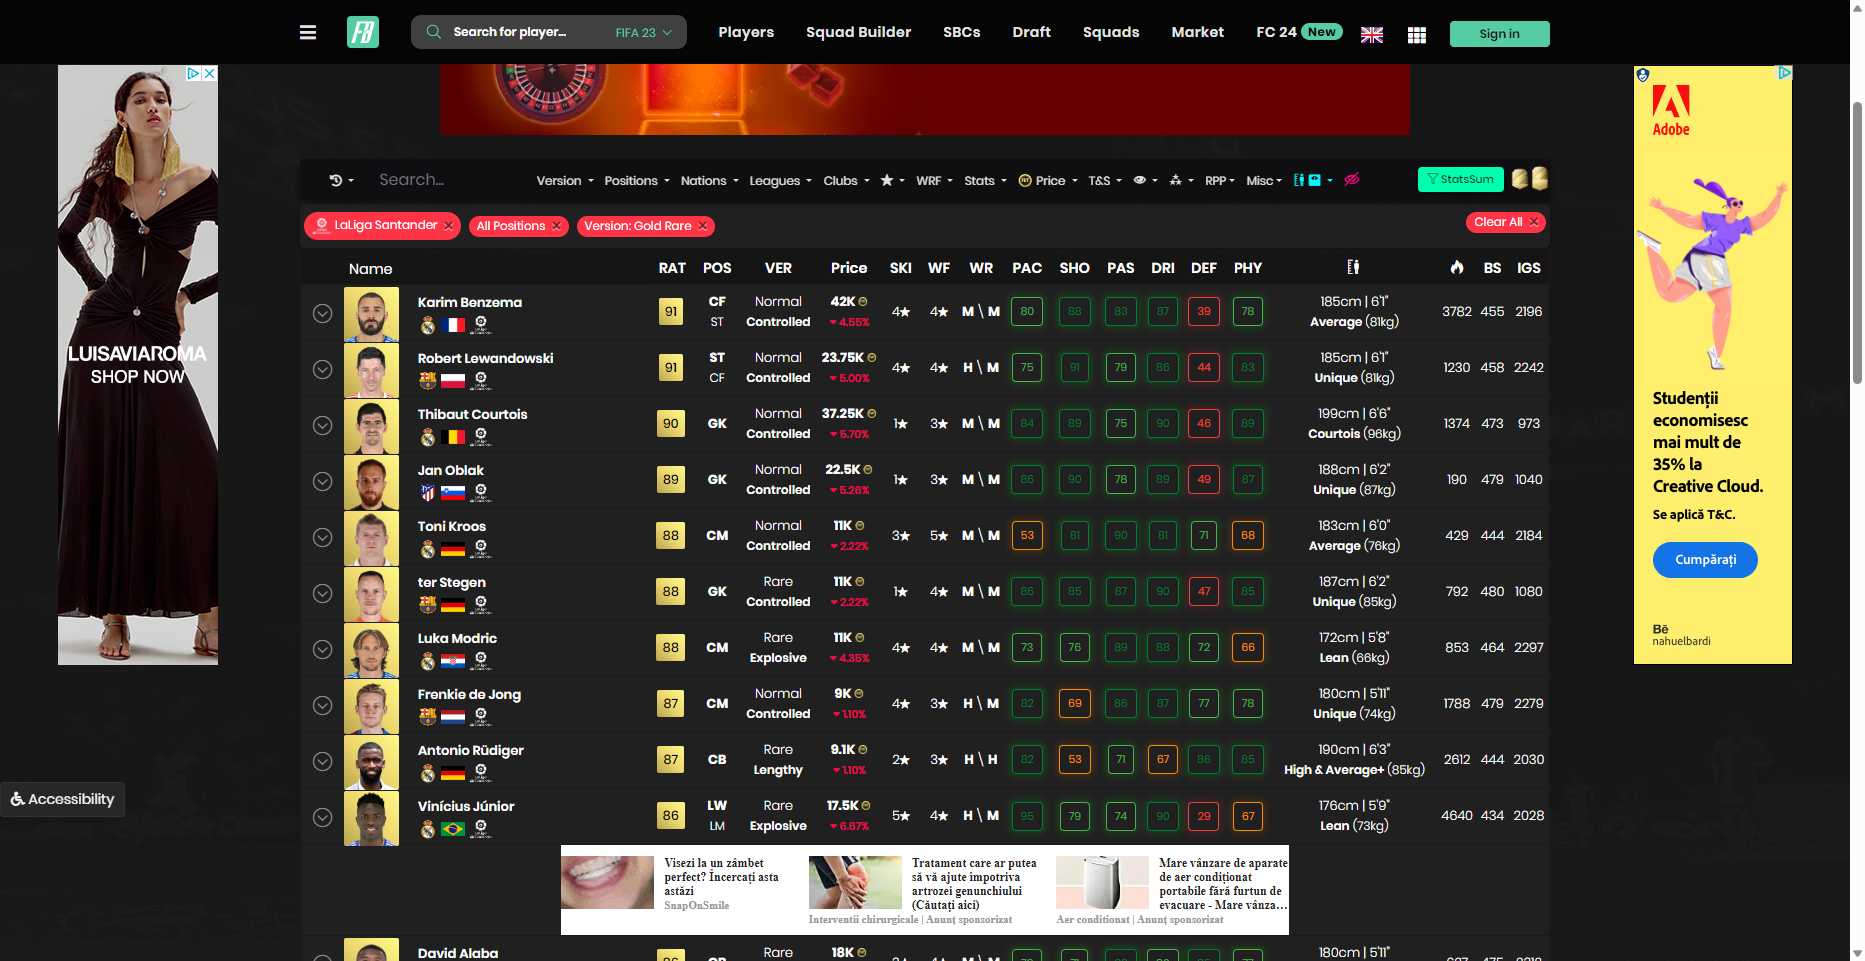 FB Search for player... FIFA 23 Players Squad Builder SBCs Draft Squads Market FC 24 New Sign in
Search... Version Positions Nations Leagues Clubs WRF Stats Price T&S RPP Misc StatsSum
LaLiga Santander All Positions Version: Gold Rare Clear All
Name RAT POS VER Price SKI WF WR PAC SHO PAS DRI DEF PHY BS IGS
Karim Benzema 91 CF Normal 42K 4★ 4★ M \ M 80 88 83 87 39 78 185cm | 6'1" 3782 455 2196
ST Controlled 4.55% Average (81kg)
Robert Lewandowski 91 ST Normal 23.75K 4★ 4★ H \ M 75 91 79 86 44 83 185cm | 6'1" 1230 458 2242
CF Controlled 5.00% Unique (81kg)
Thibaut Courtois 90 GK Normal 37.25K 1★ 3★ M \ M 84 89 75 90 46 89 199cm | 6'6" 1374 473 973
Controlled 5.70% Courtois (96kg)
Jan Oblak 89 GK Normal 22.5K 1★ 3★ M \ M 86 90 78 89 49 87 188cm | 6'2" 190 479 1040
Controlled 5.26% Unique (87kg)
Toni Kroos 88 CM Normal 11K 3★ 5★ M \ M 53 81 90 81 71 68 183cm | 6'0" 429 444 2184
Controlled 2.22% Average (76kg)
ter Stegen 88 GK Rare 11K 1★ 4★ M \ M 86 85 87 90 47 85 187cm | 6'2" 792 480 1080
Controlled 2.22% Unique (85kg)
Luka Modric 88 CM Rare 11K 4★ 4★ M \ M 73 76 89 88 72 66 172cm | 5'8" 853 464 2297
Explosive 4.35% Lean (66kg)
Frenkie de Jong 87 CM Normal 9K 4★ 3★ H \ M 82 69 86 87 77 78 180cm | 5'11" 1788 479 2279
Controlled 1.10% Unique (74kg)
Antonio Rüdiger 87 CB Rare 9.1K 2★ 3★ H \ H 82 53 71 67 86 85 190cm | 6'3" 2612 444 2030
Lengthy 1.10% High & Average+ (85kg)
Vinícius Júnior 86 LW Rare 17.5K 5★ 4★ H \ M 95 79 74 90 29 67 176cm | 5'9" 4640 434 2028
LM Explosive 6.67% Lean (73kg)
David Alaba Rare 18K 180cm | 5'11"
Visezi la un zâmbet
perfect? Încercați asta
astăzi
SnapOnSmile
Tratament care ar putea
să vă ajute împotriva
artrozei genunchiului
(Căutați aici)
Interventii chirurgicale | Anunț sponsorizat
Mare vânzare de aparate
de aer condiționat
portabile fără furtun de
evacuare - Mare vânza...
Aer conditionat | Anunț sponsorizat
LUISAVIAROMA
SHOP NOW
Accessibility
Adobe
Studenții
economisesc
mai mult de
35% la
Creative Cloud.
Se aplică T&C.
Cumpărați
Bē
nahuelbardi